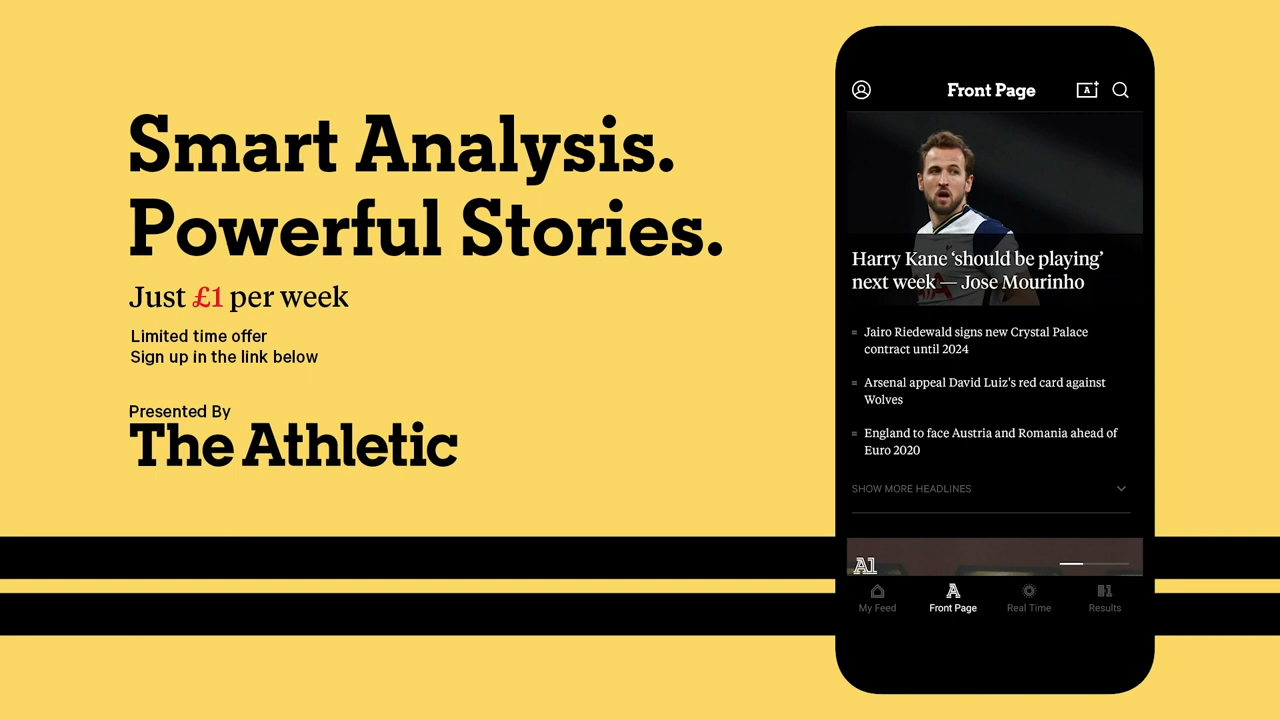 Smart Analysis.
Powerful Stories.
Just £1 per week
Limited time offer
Sign up in the link below
Presented By
The Athletic
Front Page
A
Harry Kane ‘should be playing’
next week — Jose Mourinho
Jairo Riedewald signs new Crystal Palace
contract until 2024
Arsenal appeal David Luiz's red card against
Wolves
England to face Austria and Romania ahead of
Euro 2020
SHOW MORE HEADLINES
A1
My Feed
Front Page
Real Time
Results